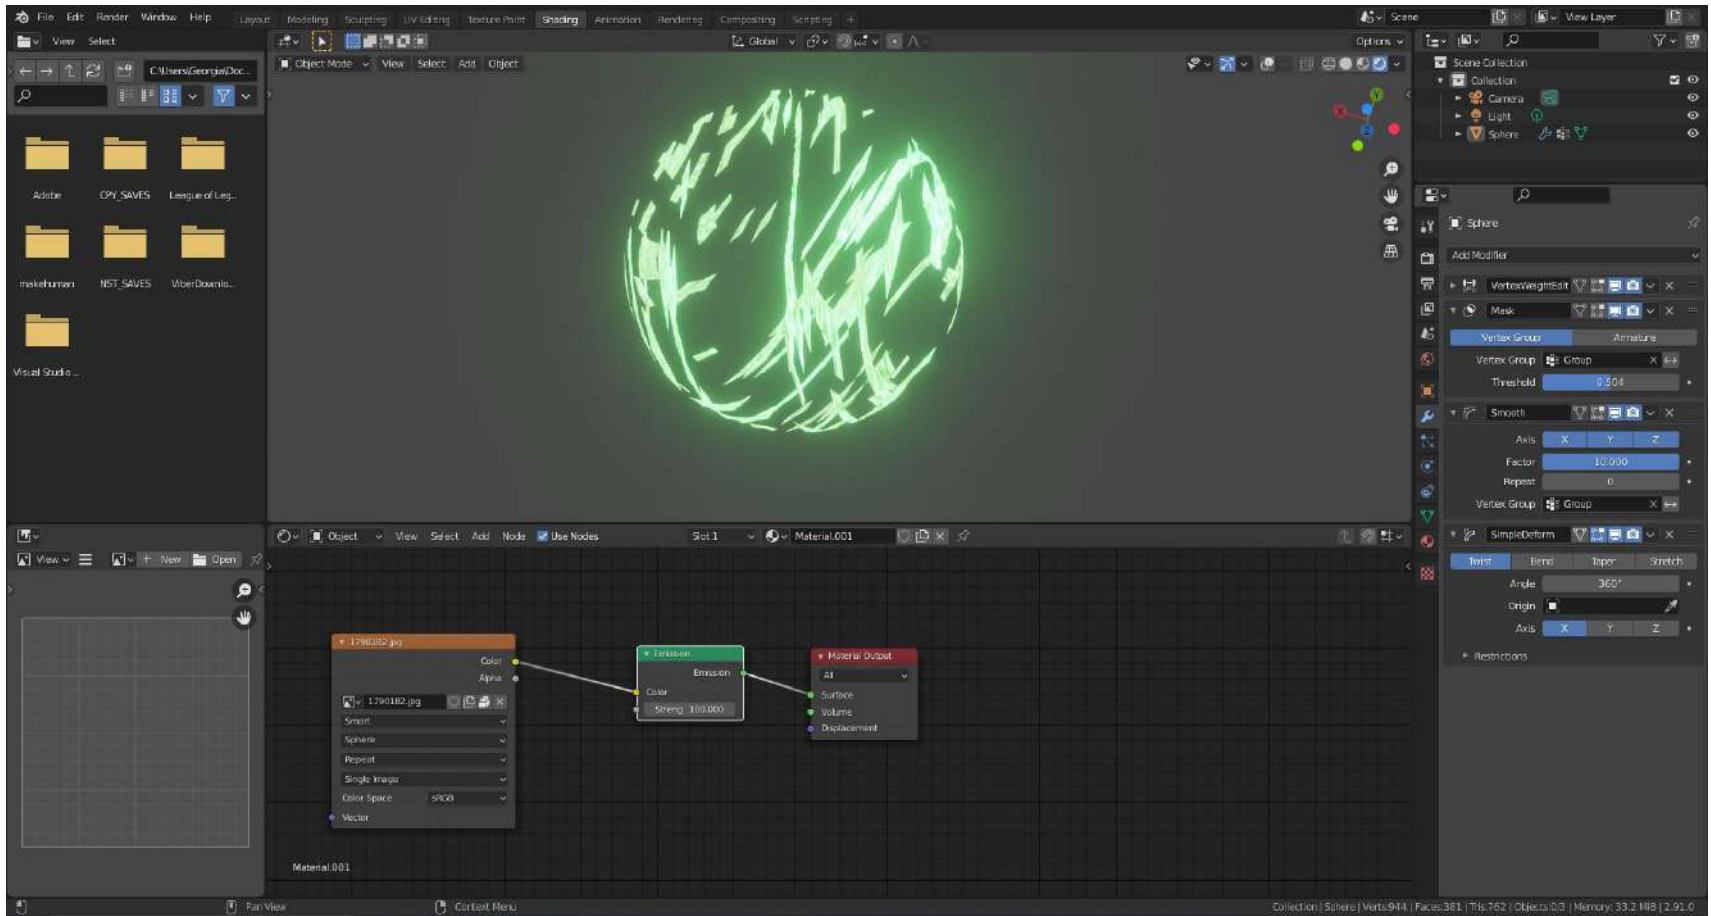 File Edit Render Window Help Layout Modeling Sculpting UV Editing Texture Paint Shading Animation Rendering Compositing Scripting + Scene View Layer
View Select Global Options
C:\Users\Georgia\Doc...
Object Mode View Select Add Object
Adobe CPY_SAVES League of Leg...
makehuman NST_SAVES ViberDownlo...
Visual Studio ...
X
Y
Z
Scene Collection
Collection
Camera
Light
Sphere
Sphere
Add Modifier
VertexWeightEdit
Mask
Vertex Group Armature
Vertex Group Group
Threshold 0.504
Smooth
Axis X Y Z
Factor 10.000
Repeat 0
Vertex Group Group
SimpleDeform
Twist Bend Taper Stretch
Angle 360°
Origin
Axis X Y Z
Restrictions
View + New Open
Object View Select Add Node Use Nodes Slot 1 Material.001
1790182.jpg
Color
Alpha
1790182.jpg
Smart
Sphere
Repeat
Single Image
Color Space sRGB
Vector
Emission
Emission
Color
Streng 100.000
Material Output
All
Surface
Volume
Displacement
Material.001
Pan View Context Menu Collection | Sphere | Verts:944 | Faces:381 | Tris:762 | Objects:0/3 | Memory: 33.2 MiB | 2.91.0